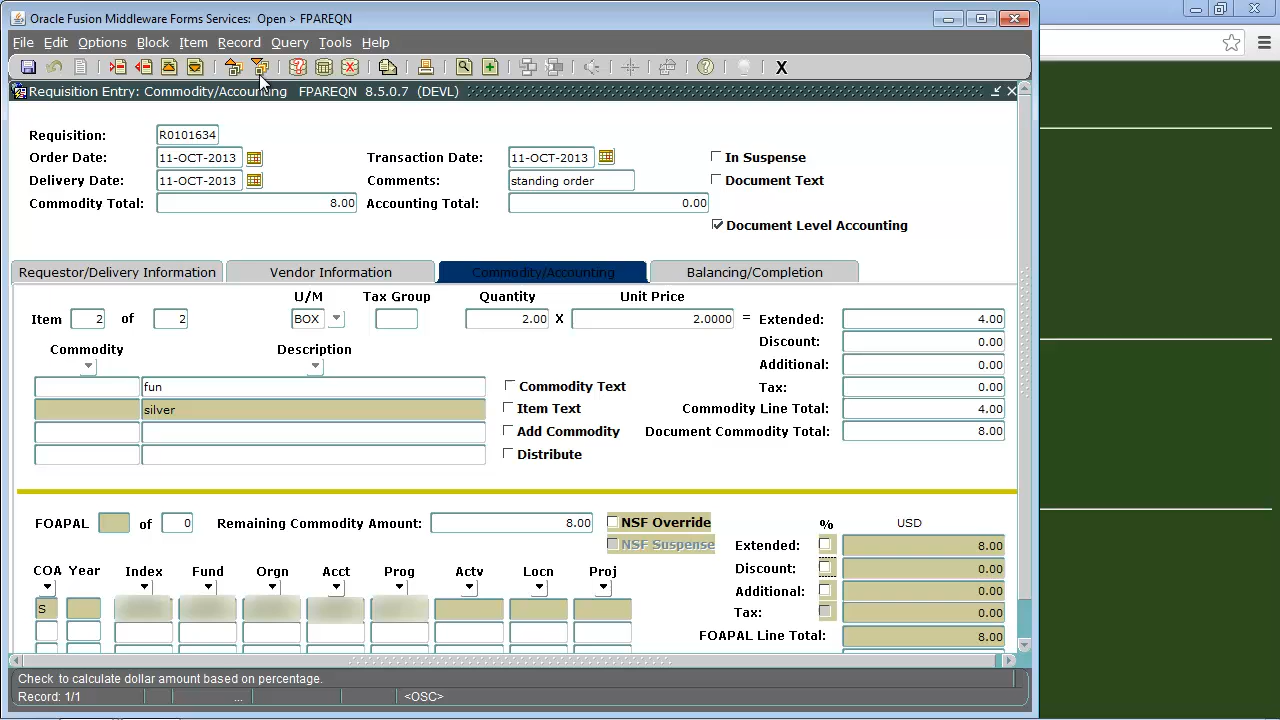 Oracle Fusion Middleware Forms Services: Open > FPAREQN
File Edit Options Block Item Record Query Tools Help
X
Requisition Entry: Commodity/Accounting FPAREQN 8.5.0.7 (DEVL)
Requisition: R0101634
Order Date: 11-OCT-2013 Transaction Date: 11-OCT-2013 In Suspense
Delivery Date: 11-OCT-2013 Comments: standing order Document Text
Commodity Total: 8.00 Accounting Total: 0.00
Document Level Accounting
Requestor/Delivery Information Vendor Information Commodity/Accounting Balancing/Completion
U/M Tax Group Quantity Unit Price
Item 2 of 2 BOX 2.00 X 2.0000 = Extended: 4.00
Discount: 0.00
Commodity Description
Additional: 0.00
fun Commodity Text Tax: 0.00
silver Item Text Commodity Line Total: 4.00
Add Commodity Document Commodity Total: 8.00
Distribute
FOAPAL of 0 Remaining Commodity Amount: 8.00 NSF Override % USD
NSF Suspense Extended: 8.00
COA Year Index Fund Orgn Acct Prog Actv Locn Proj Discount: 0.00
Additional: 0.00
S Tax: 0.00
FOAPAL Line Total: 8.00
Check to calculate dollar amount based on percentage.
Record: 1/1 ... <OSC>